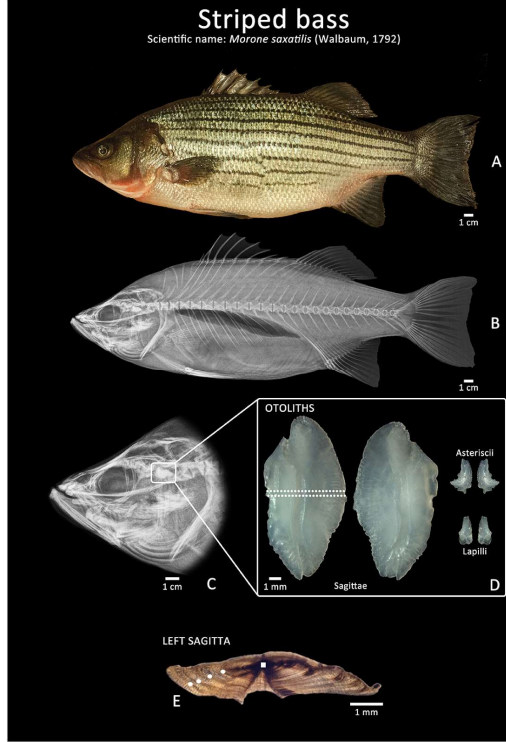 Striped bass
Scientific name: Morone saxatilis (Walbaum, 1792)
A
1 cm
B
1 cm
OTOLITHS
Asteriscii
Lapilli
1 cm
C
1 mm
Sagittae
D
LEFT SAGITTA
E
1 mm